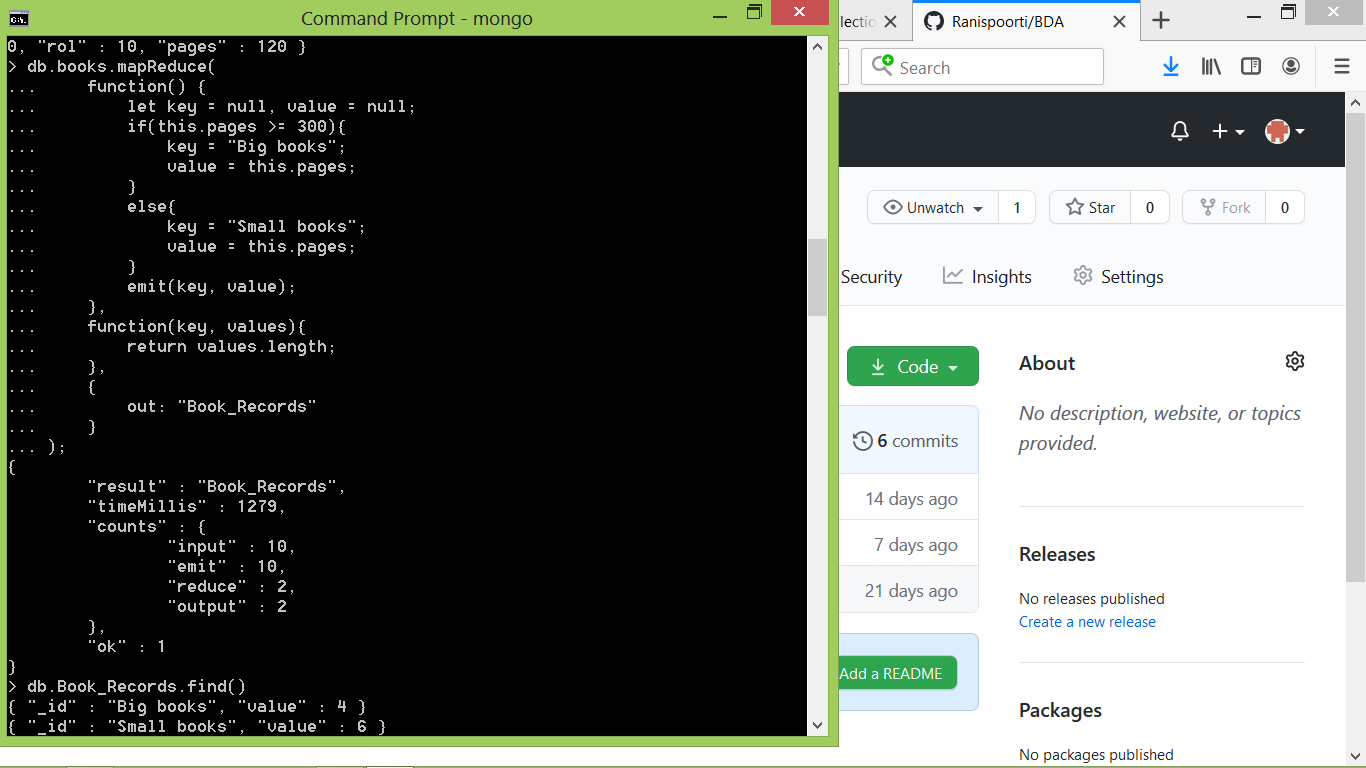 Command Prompt - mongo
0, "rol" : 10, "pages" : 120 }
> db.books.mapReduce(
...     function() {
...         let key = null, value = null;
...         if(this.pages >= 300){
...             key = "Big books";
...             value = this.pages;
...         }
...         else{
...             key = "Small books";
...             value = this.pages;
...         }
...         emit(key, value);
...     },
...     function(key, values){
...         return values.length;
...     },
...     {
...         out: "Book_Records"
...     }
... );
{
        "result" : "Book_Records",
        "timeMillis" : 1279,
        "counts" : {
                "input" : 10,
                "emit" : 10,
                "reduce" : 2,
                "output" : 2
        },
        "ok" : 1
}
> db.Book_Records.find()
{ "_id" : "Big books", "value" : 4 }
{ "_id" : "Small books", "value" : 6 }
lectio
Ranispoorti/BDA
Search
Unwatch 1
Star 0
Fork 0
Security
Insights
Settings
Code
6 commits
14 days ago
7 days ago
21 days ago
Add a README
About
No description, website, or topics
provided.
Releases
No releases published
Create a new release
Packages
No packages published